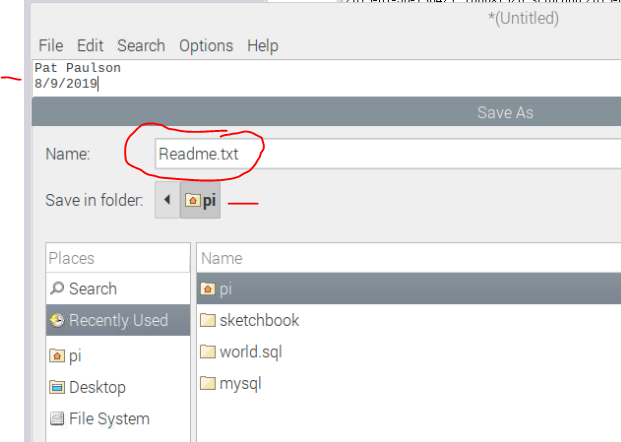 *(Untitled)
File Edit Search Options Help
Pat Paulson
8/9/2019
Save As
Name: Readme.txt
Save in folder: pi
Places
Name
Search
pi
Recently Used
sketchbook
pi
world.sql
Desktop
mysql
File System